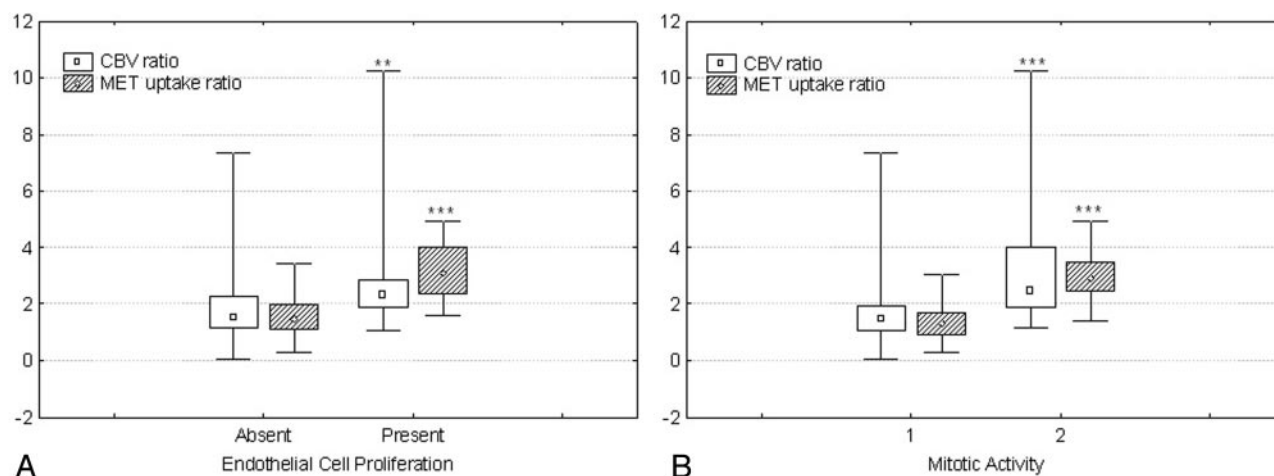 12
10
8
6
4
2
0
-2
CBV ratio
MET uptake ratio
**
***
Absent Present
Endothelial Cell Proliferation
A
12
10
8
6
4
2
0
-2
CBV ratio
MET uptake ratio
***
***
1 2
Mitotic Activity
B